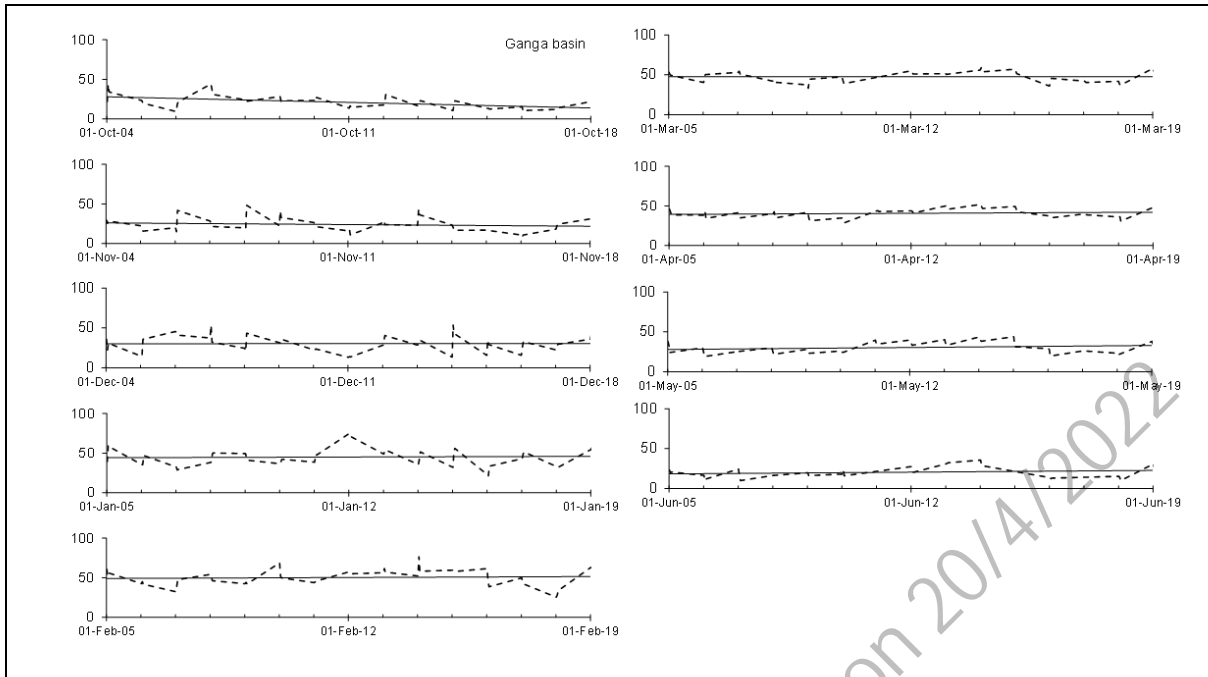 Ganga basin
100
50
0
01-Oct-04 01-Oct-11 01-Oct-18
100
50
0
01-Nov-04 01-Nov-11 01-Nov-18
100
50
0
01-Dec-04 01-Dec-11 01-Dec-18
100
50
0
01-Jan-05 01-Jan-12 01-Jan-19
100
50
0
01-Feb-05 01-Feb-12 01-Feb-19
100
50
0
01-Mar-05 01-Mar-12 01-Mar-19
100
50
0
01-Apr-05 01-Apr-12 01-Apr-19
100
50
0
01-May-05 01-May-12 01-May-19
100
50
0
01-Jun-05 01-Jun-12 01-Jun-19
on 20/4/2022